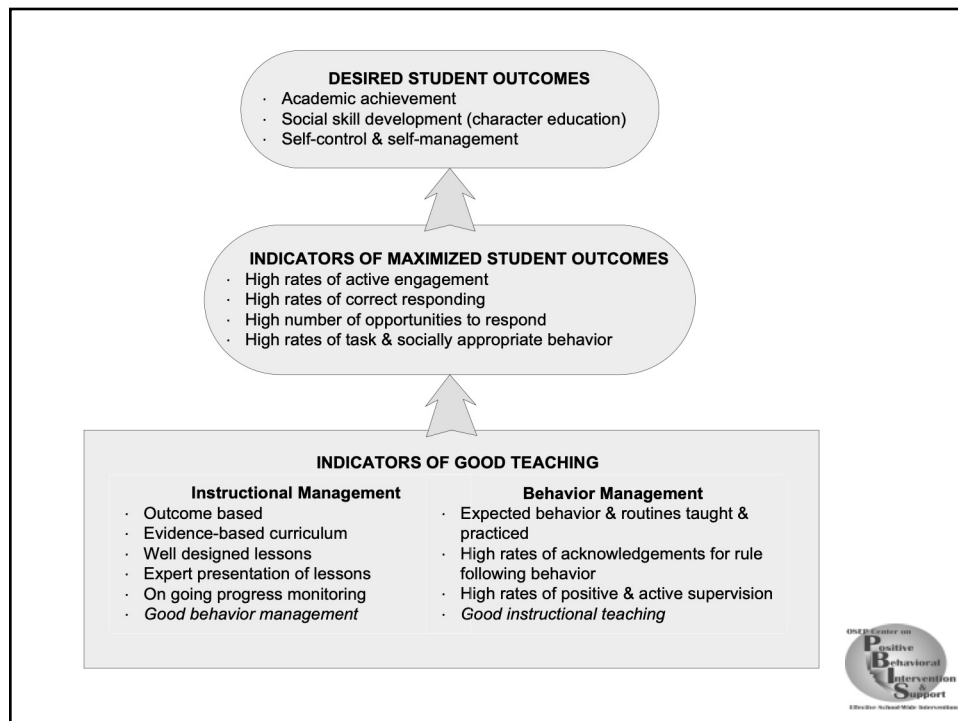 DESIRED STUDENT OUTCOMES
· Academic achievement
· Social skill development (character education)
· Self-control & self-management
INDICATORS OF MAXIMIZED STUDENT OUTCOMES
· High rates of active engagement
· High rates of correct responding
· High number of opportunities to respond
· High rates of task & socially appropriate behavior
INDICATORS OF GOOD TEACHING
Instructional Management
· Outcome based
· Evidence-based curriculum
· Well designed lessons
· Expert presentation of lessons
· On going progress monitoring
· Good behavior management
Behavior Management
· Expected behavior & routines taught &
practiced
· High rates of acknowledgements for rule
following behavior
· High rates of positive & active supervision
· Good instructional teaching
OSEP Center on
Positive
Behavioral
Intervention
&
Support
Effective School-Wide Interventions